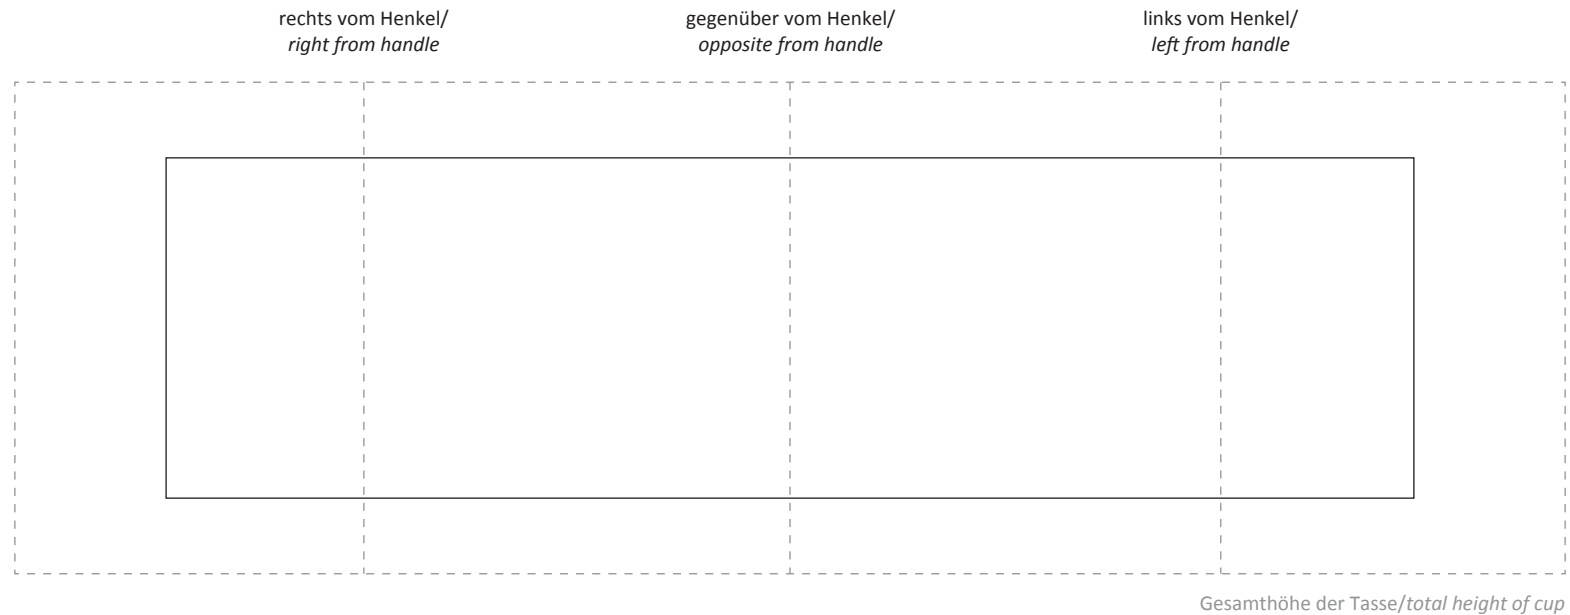 rechts vom Henkel/
right from handle
gegenüber vom Henkel/
opposite from handle
links vom Henkel/
left from handle
Gesamthöhe der Tasse/total height of cup